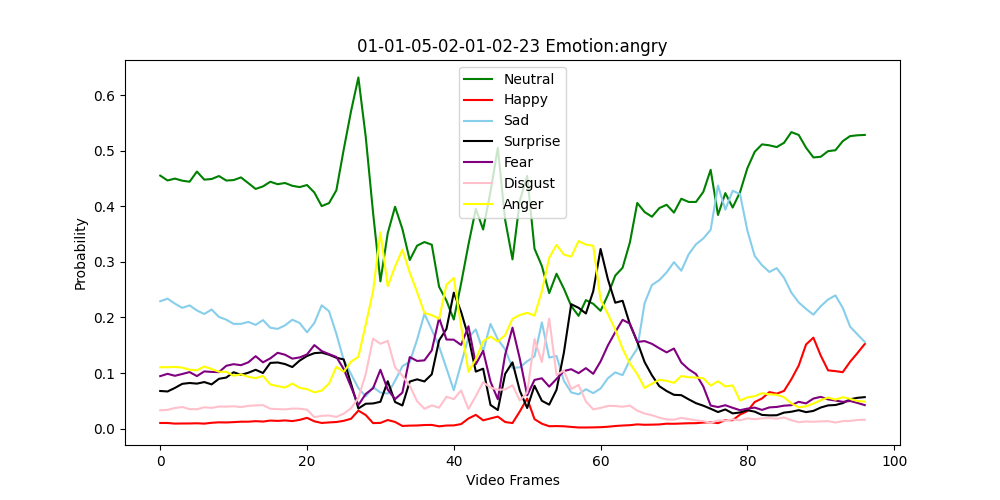 01-01-05-02-01-02-23 Emotion:angry
Neutral
Happy
Sad
Surprise
Fear
Disgust
Anger
0.6
0.5
0.4
0.3
0.2
0.1
0.0
Probability
0 20 40 60 80 100
Video Frames